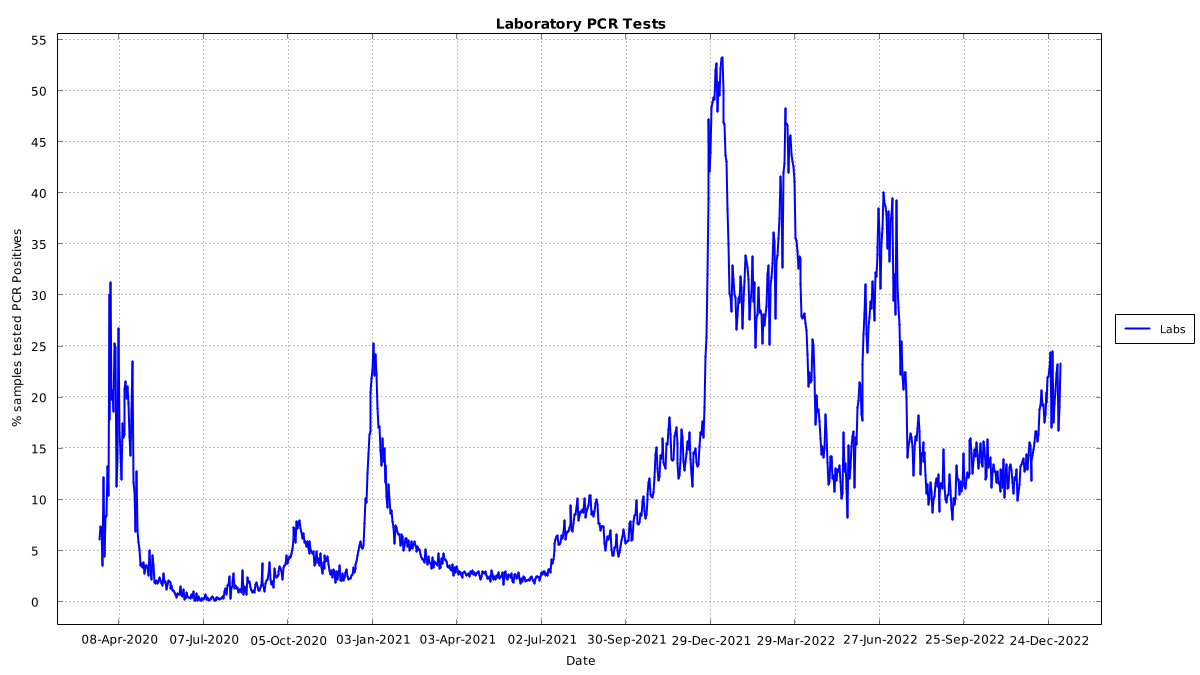 Laboratory PCR Tests
55
50
45
40
35
30
25
20
15
10
5
0
% samples tested PCR Positives
Labs
08-Apr-2020 07-Jul-2020 05-Oct-2020 03-Jan-2021 03-Apr-2021 02-Jul-2021 30-Sep-2021 29-Dec-2021 29-Mar-2022 27-Jun-2022 25-Sep-2022 24-Dec-2022
Date